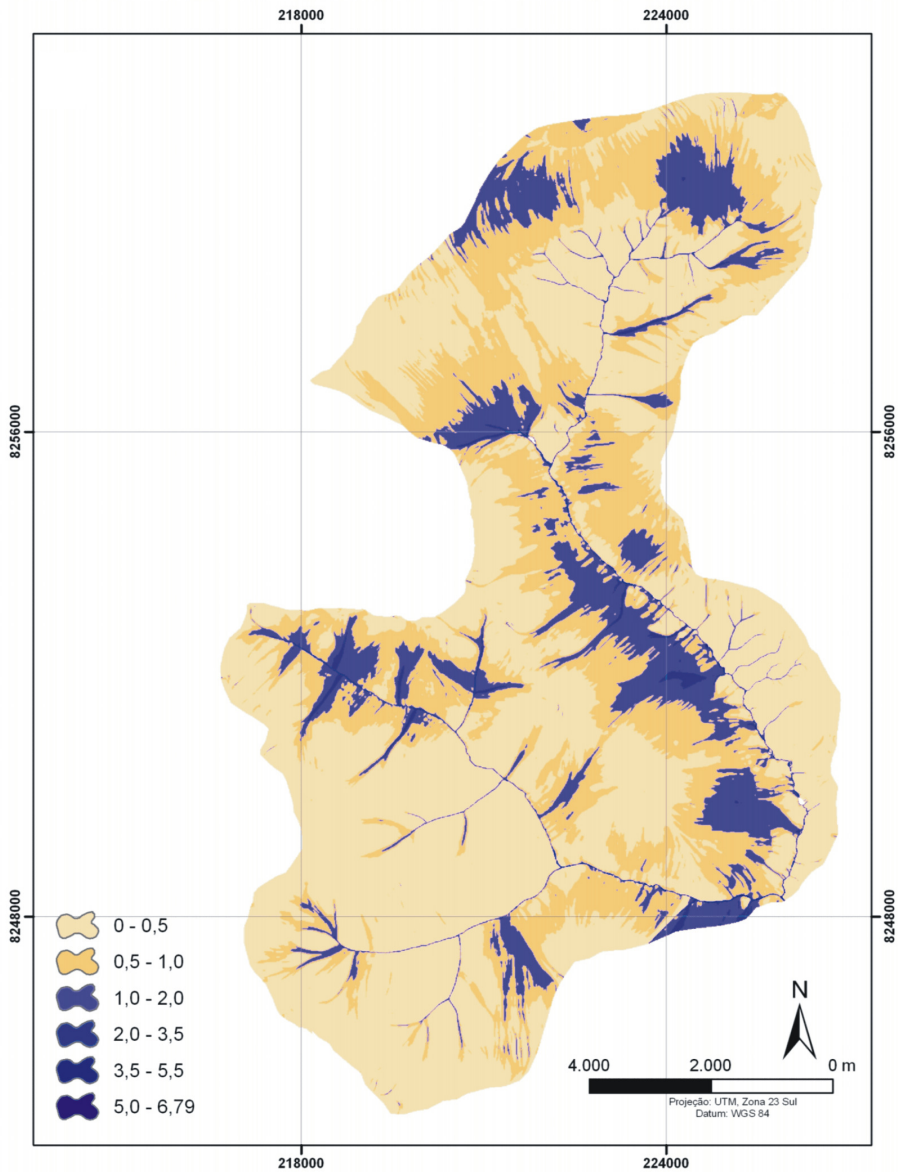 218000
224000
8256000
8256000
8248000
8248000
0 - 0,5
0,5 - 1,0
1,0 - 2,0
2,0 - 3,5
3,5 - 5,5
5,0 - 6,79
N
4.000 2.000 0 m
Projeção: UTM, Zona 23 Sul
Datum: WGS 84
218000
224000